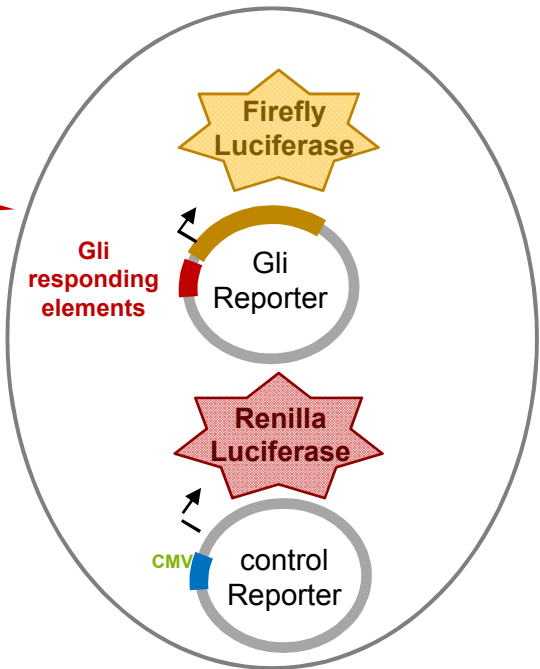 Firefly
Luciferase
Gli
responding
elements
Gli
Reporter
Renilla
Luciferase
CMV
control
Reporter